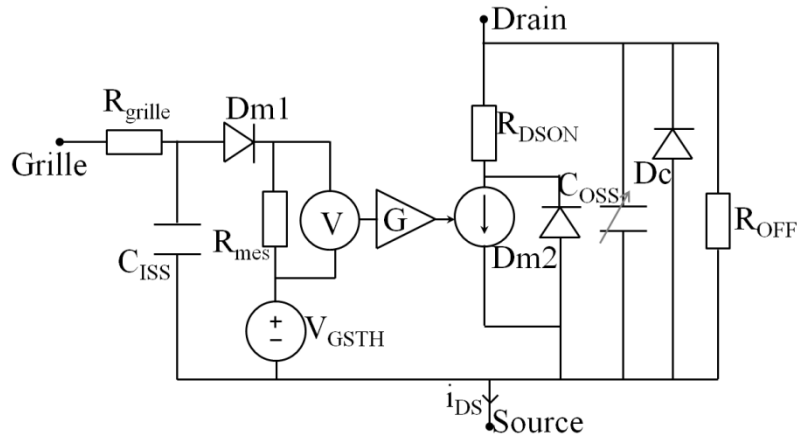 Drain
Rgrille
Dm1
RDSON
Grille
COSS
Dc
V
G
ROFF
Rmes
CISS
Dm2
+
−
VGSTH
iDS
Source